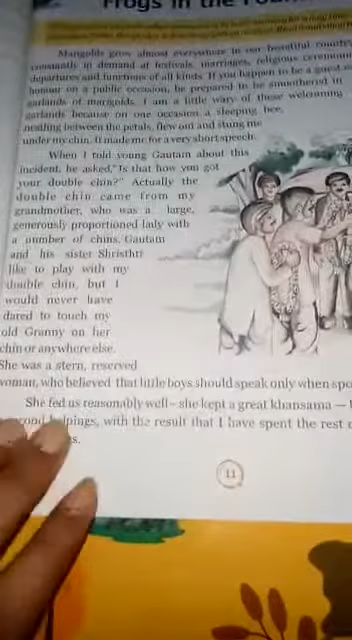 Frogs in the
Marigolds grow almost everywhere in our beautiful country
constantly in demand at festivals, marriages, religious ceremoni
departures and functions of all kinds. If you happen to be a guest o
honour on a public occasion, be prepared to be smothered in
garlands of marigolds. I am a little wary of these welcoming
garlands because on one occasion a sleeping bee,
nestling between the petals, flew out and stung me
under my chin. It made me for a very short speech.
When I told young Gautam about this
incident, he asked, "Is that how you got
your double chin?" Actually the
double chin came from my
grandmother, who was a large,
generously proportioned lady with
a number of chins. Gautam
and his sister Shrishtti
like to play with my
double chin, but I
would never have
dared to touch my
old Granny on her
chin or anywhere else.
She was a stern, reserved
woman, who believed that little boys should speak only when spo
She fed us reasonably well – she kept a great khansama —
cond helpings, with the result that I have spent the rest o
s.
11